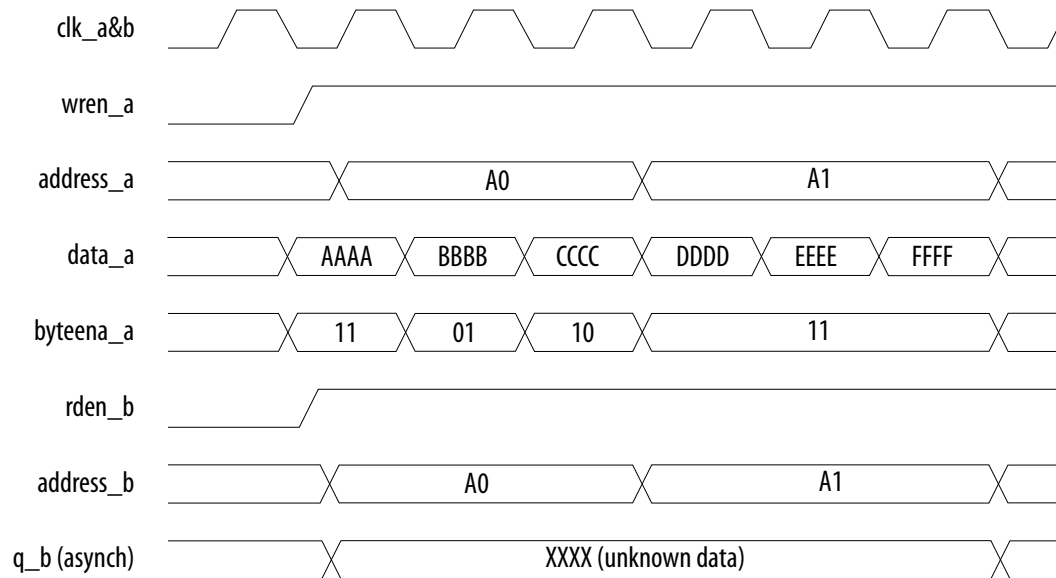 clk_a&b
wren_a
address_a A0 A1
data_a AAAA BBBB CCCC DDDD EEEE FFFF
byteena_a 11 01 10 11
rden_b
address_b A0 A1
q_b (asynch) XXXX (unknown data)